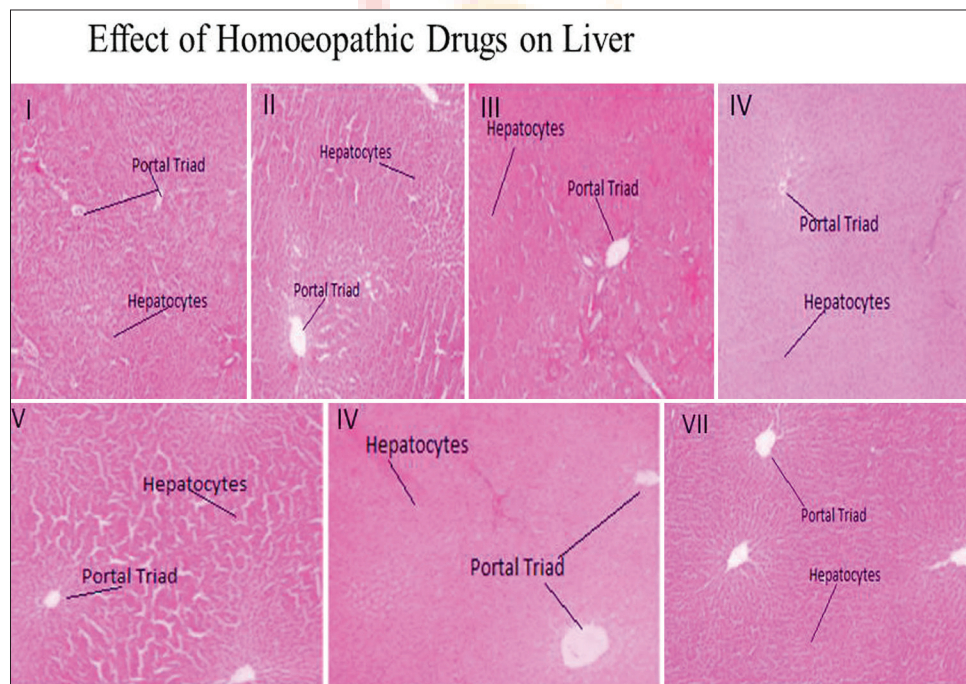 Effect of Homoeopathic Drugs on Liver
I
Portal Triad
Hepatocytes
II
Hepatocytes
Portal Triad
III
Hepatocytes
Portal Triad
IV
Portal Triad
Hepatocytes
V
Hepatocytes
Portal Triad
IV
Hepatocytes
Portal Triad
VII
Portal Triad
Hepatocytes